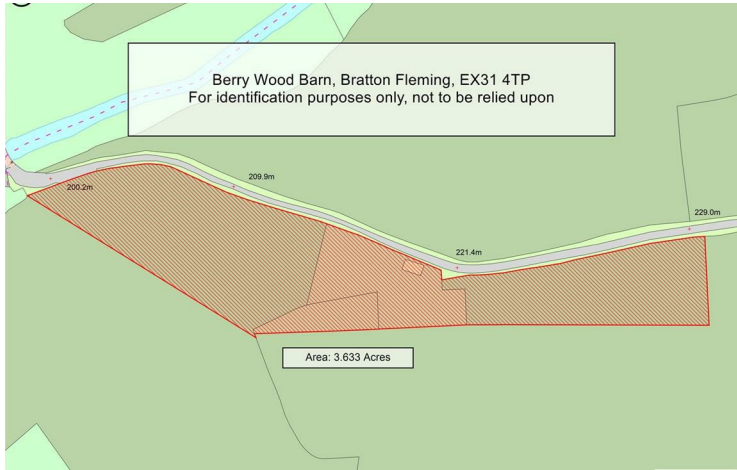 Berry Wood Barn, Bratton Fleming, EX31 4TP
For identification purposes only, not to be relied upon
200.2m
209.9m
221.4m
229.0m
Area: 3.633 Acres